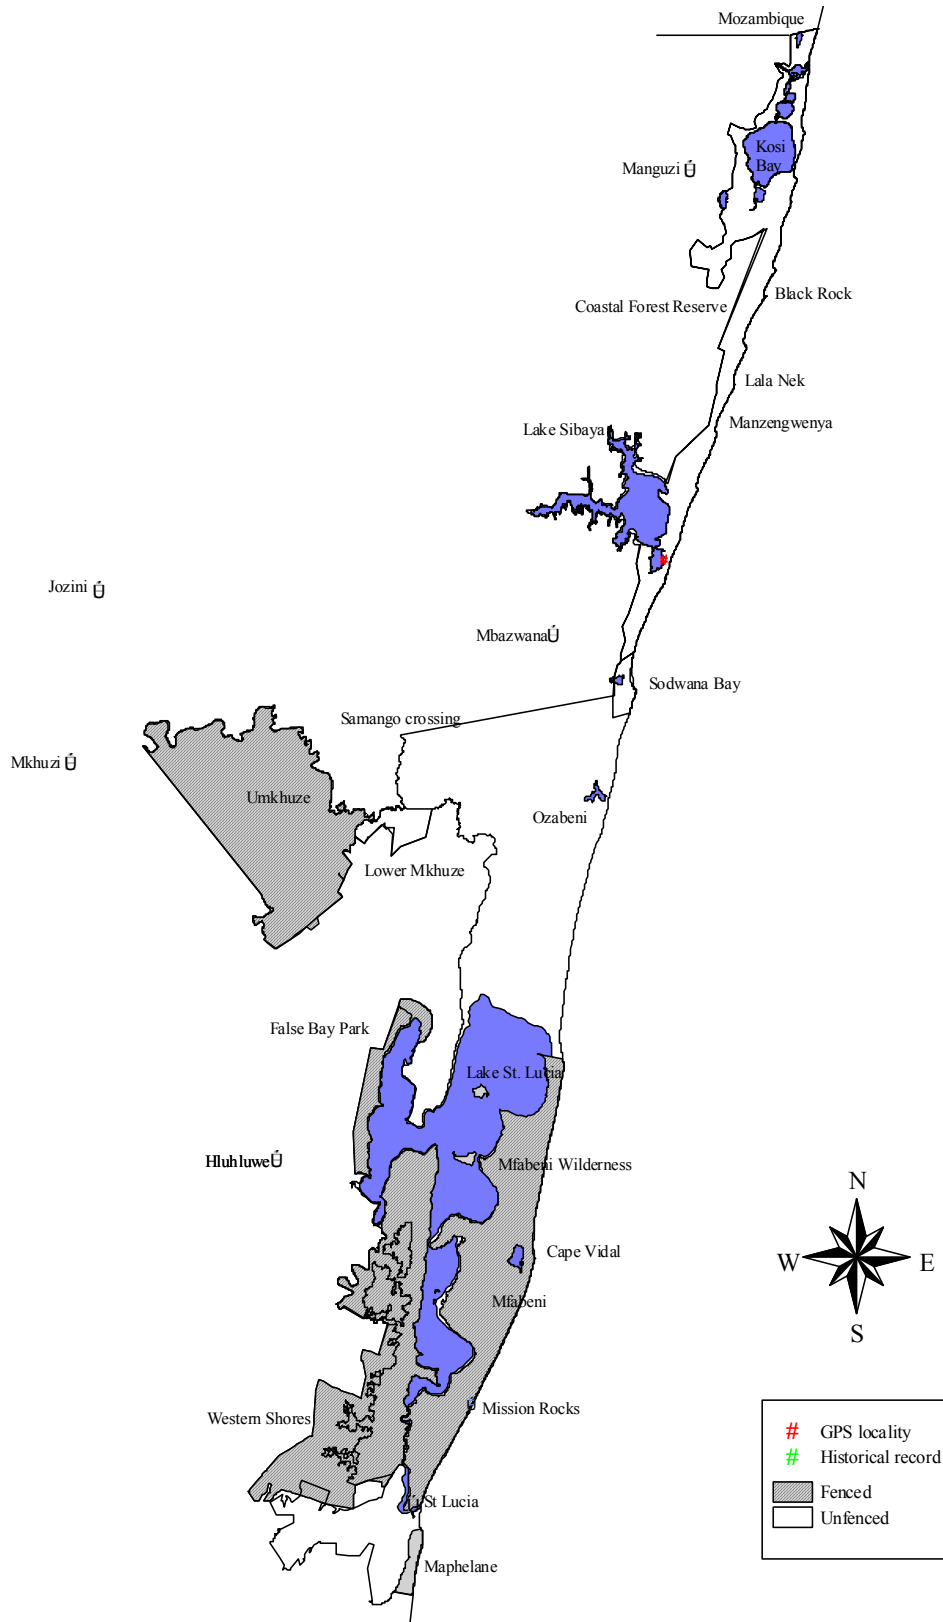 Mozambique
Kosi
Bay
Manguzi
Black Rock
Coastal Forest Reserve
Lala Nek
Manzengwenya
Lake Sibaya
Jozini
Mbazwana
Sodwana Bay
Samango crossing
Mkhuzi
Umkhuze
Ozabeni
Lower Mkhuze
False Bay Park
Lake St. Lucia
Hluhluwe
Mfabeni Wilderness
Cape Vidal
Mfabeni
Mission Rocks
Western Shores
St Lucia
Maphelane
N
W
E
S
# GPS locality
# Historical record
Fenced
Unfenced